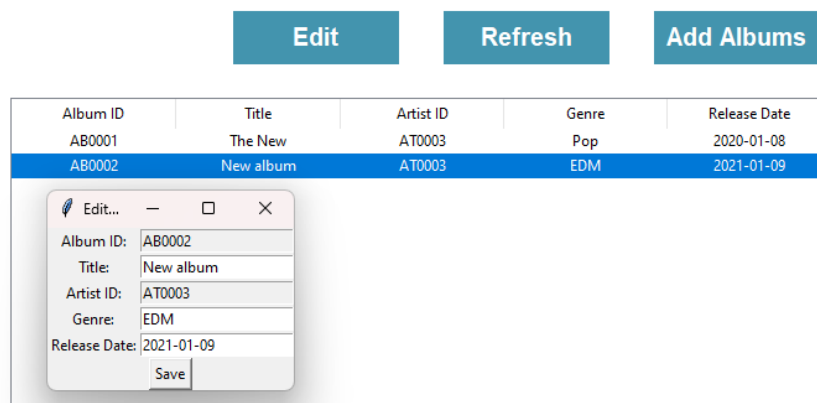 Edit Refresh Add Albums
Album ID Title Artist ID Genre Release Date
AB0001 The New AT0003 Pop 2020-01-08
AB0002 New album AT0003 EDM 2021-01-09
Edit...
Album ID: AB0002
Title: New album
Artist ID: AT0003
Genre: EDM
Release Date: 2021-01-09
Save